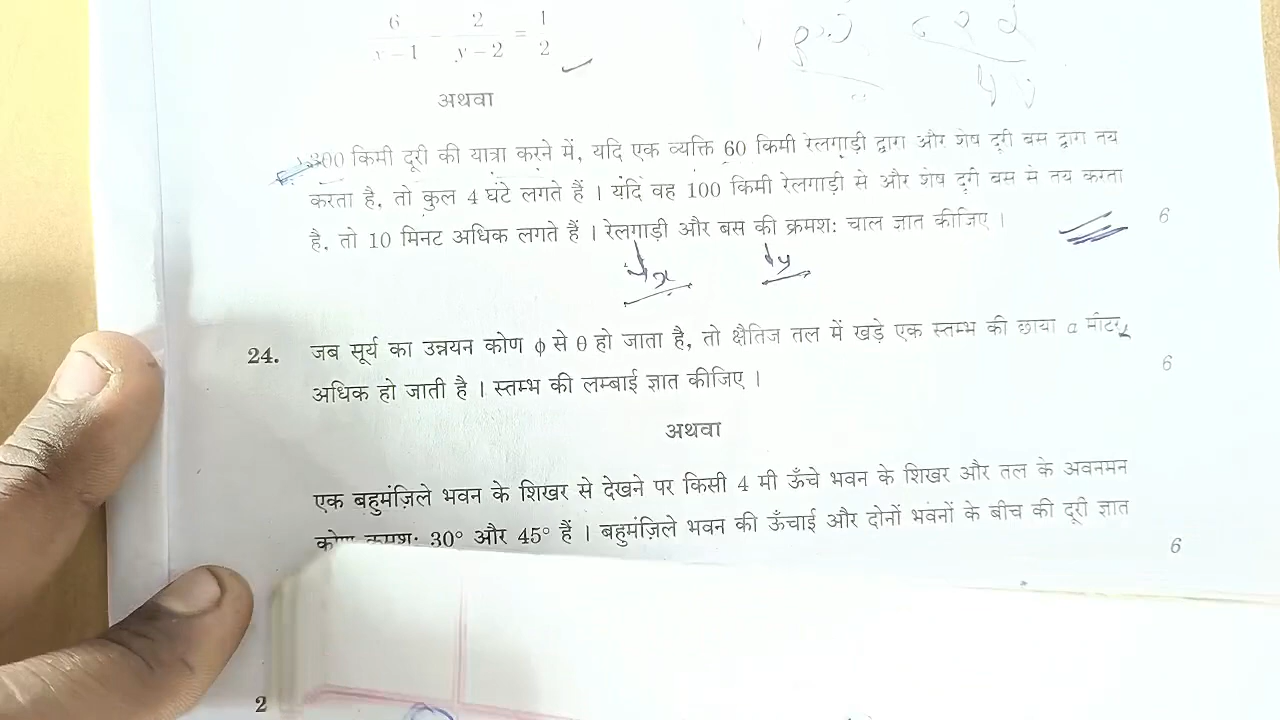 6/(x − 1) − 2/(y − 2) = 1/2
अथवा
300 किमी दूरी की यात्रा करने में, यदि एक व्यक्ति 60 किमी रेलगाड़ी द्वारा और शेष दूरी बस द्वारा तय
करता है, तो कुल 4 घंटे लगते हैं । यदि वह 100 किमी रेलगाड़ी से और शेष दूरी बस से तय करता
है, तो 10 मिनट अधिक लगते हैं । रेलगाड़ी और बस की क्रमश: चाल ज्ञात कीजिए । 6
x y
24. जब सूर्य का उन्नयन कोण ϕ से θ हो जाता है, तो क्षैतिज तल में खड़े एक स्तम्भ की छाया a मीटर
अधिक हो जाती है । स्तम्भ की लम्बाई ज्ञात कीजिए । 6
अथवा
एक बहुमंज़िले भवन के शिखर से देखने पर किसी 4 मी ऊँचे भवन के शिखर और तल के अवनमन
कोण क्रमश: 30° और 45° हैं । बहुमंज़िले भवन की ऊँचाई और दोनों भवनों के बीच की दूरी ज्ञात
6
2